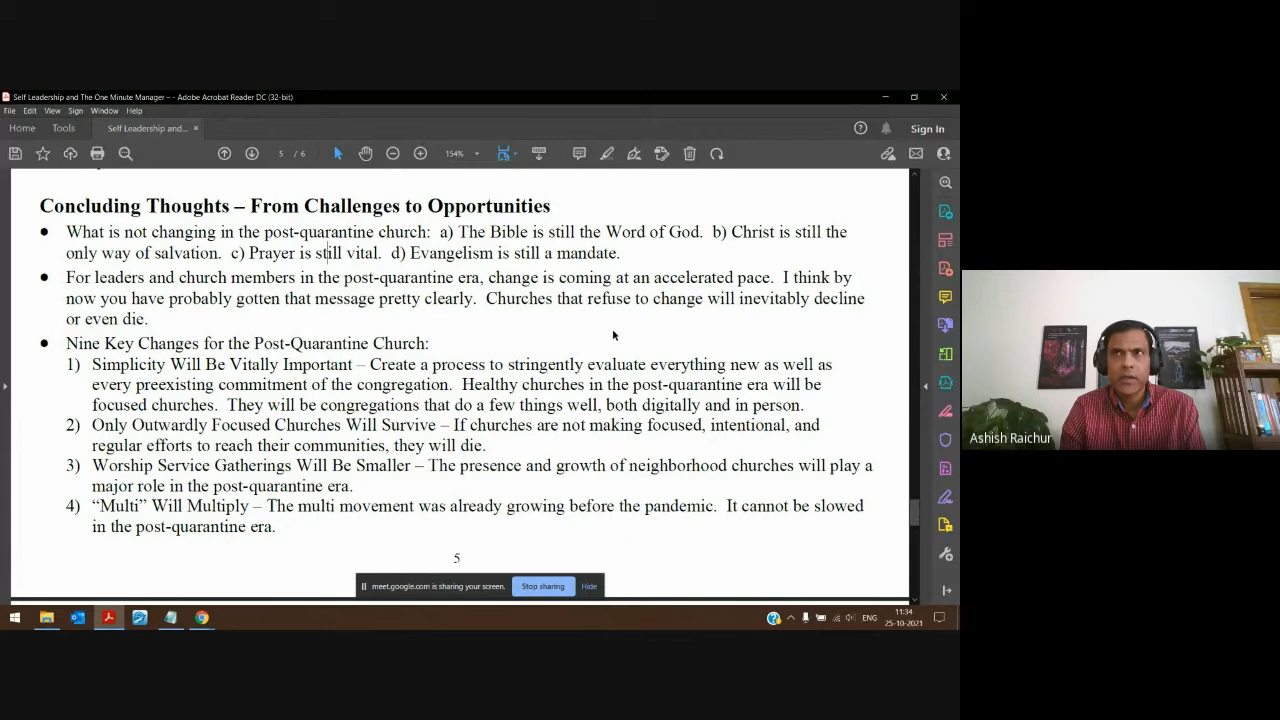 Self Leadership and The One Minute Manager – - Adobe Acrobat Reader DC (32-bit)
File Edit View Sign Window Help
Home Tools Self Leadership and... × Sign In
5 / 6 154%
Concluding Thoughts – From Challenges to Opportunities
● What is not changing in the post-quarantine church: a) The Bible is still the Word of God. b) Christ is still the
only way of salvation. c) Prayer is still vital. d) Evangelism is still a mandate.
● For leaders and church members in the post-quarantine era, change is coming at an accelerated pace. I think by
now you have probably gotten that message pretty clearly. Churches that refuse to change will inevitably decline
or even die.
● Nine Key Changes for the Post-Quarantine Church:
1) Simplicity Will Be Vitally Important – Create a process to stringently evaluate everything new as well as
every preexisting commitment of the congregation. Healthy churches in the post-quarantine era will be
focused churches. They will be congregations that do a few things well, both digitally and in person.
2) Only Outwardly Focused Churches Will Survive – If churches are not making focused, intentional, and
regular efforts to reach their communities, they will die.
3) Worship Service Gatherings Will Be Smaller – The presence and growth of neighborhood churches will play a
major role in the post-quarantine era.
4) “Multi” Will Multiply – The multi movement was already growing before the pandemic. It cannot be slowed
in the post-quarantine era.
5
meet.google.com is sharing your screen. Stop sharing Hide
ENG 11:34
25-10-2021
Ashish Raichur